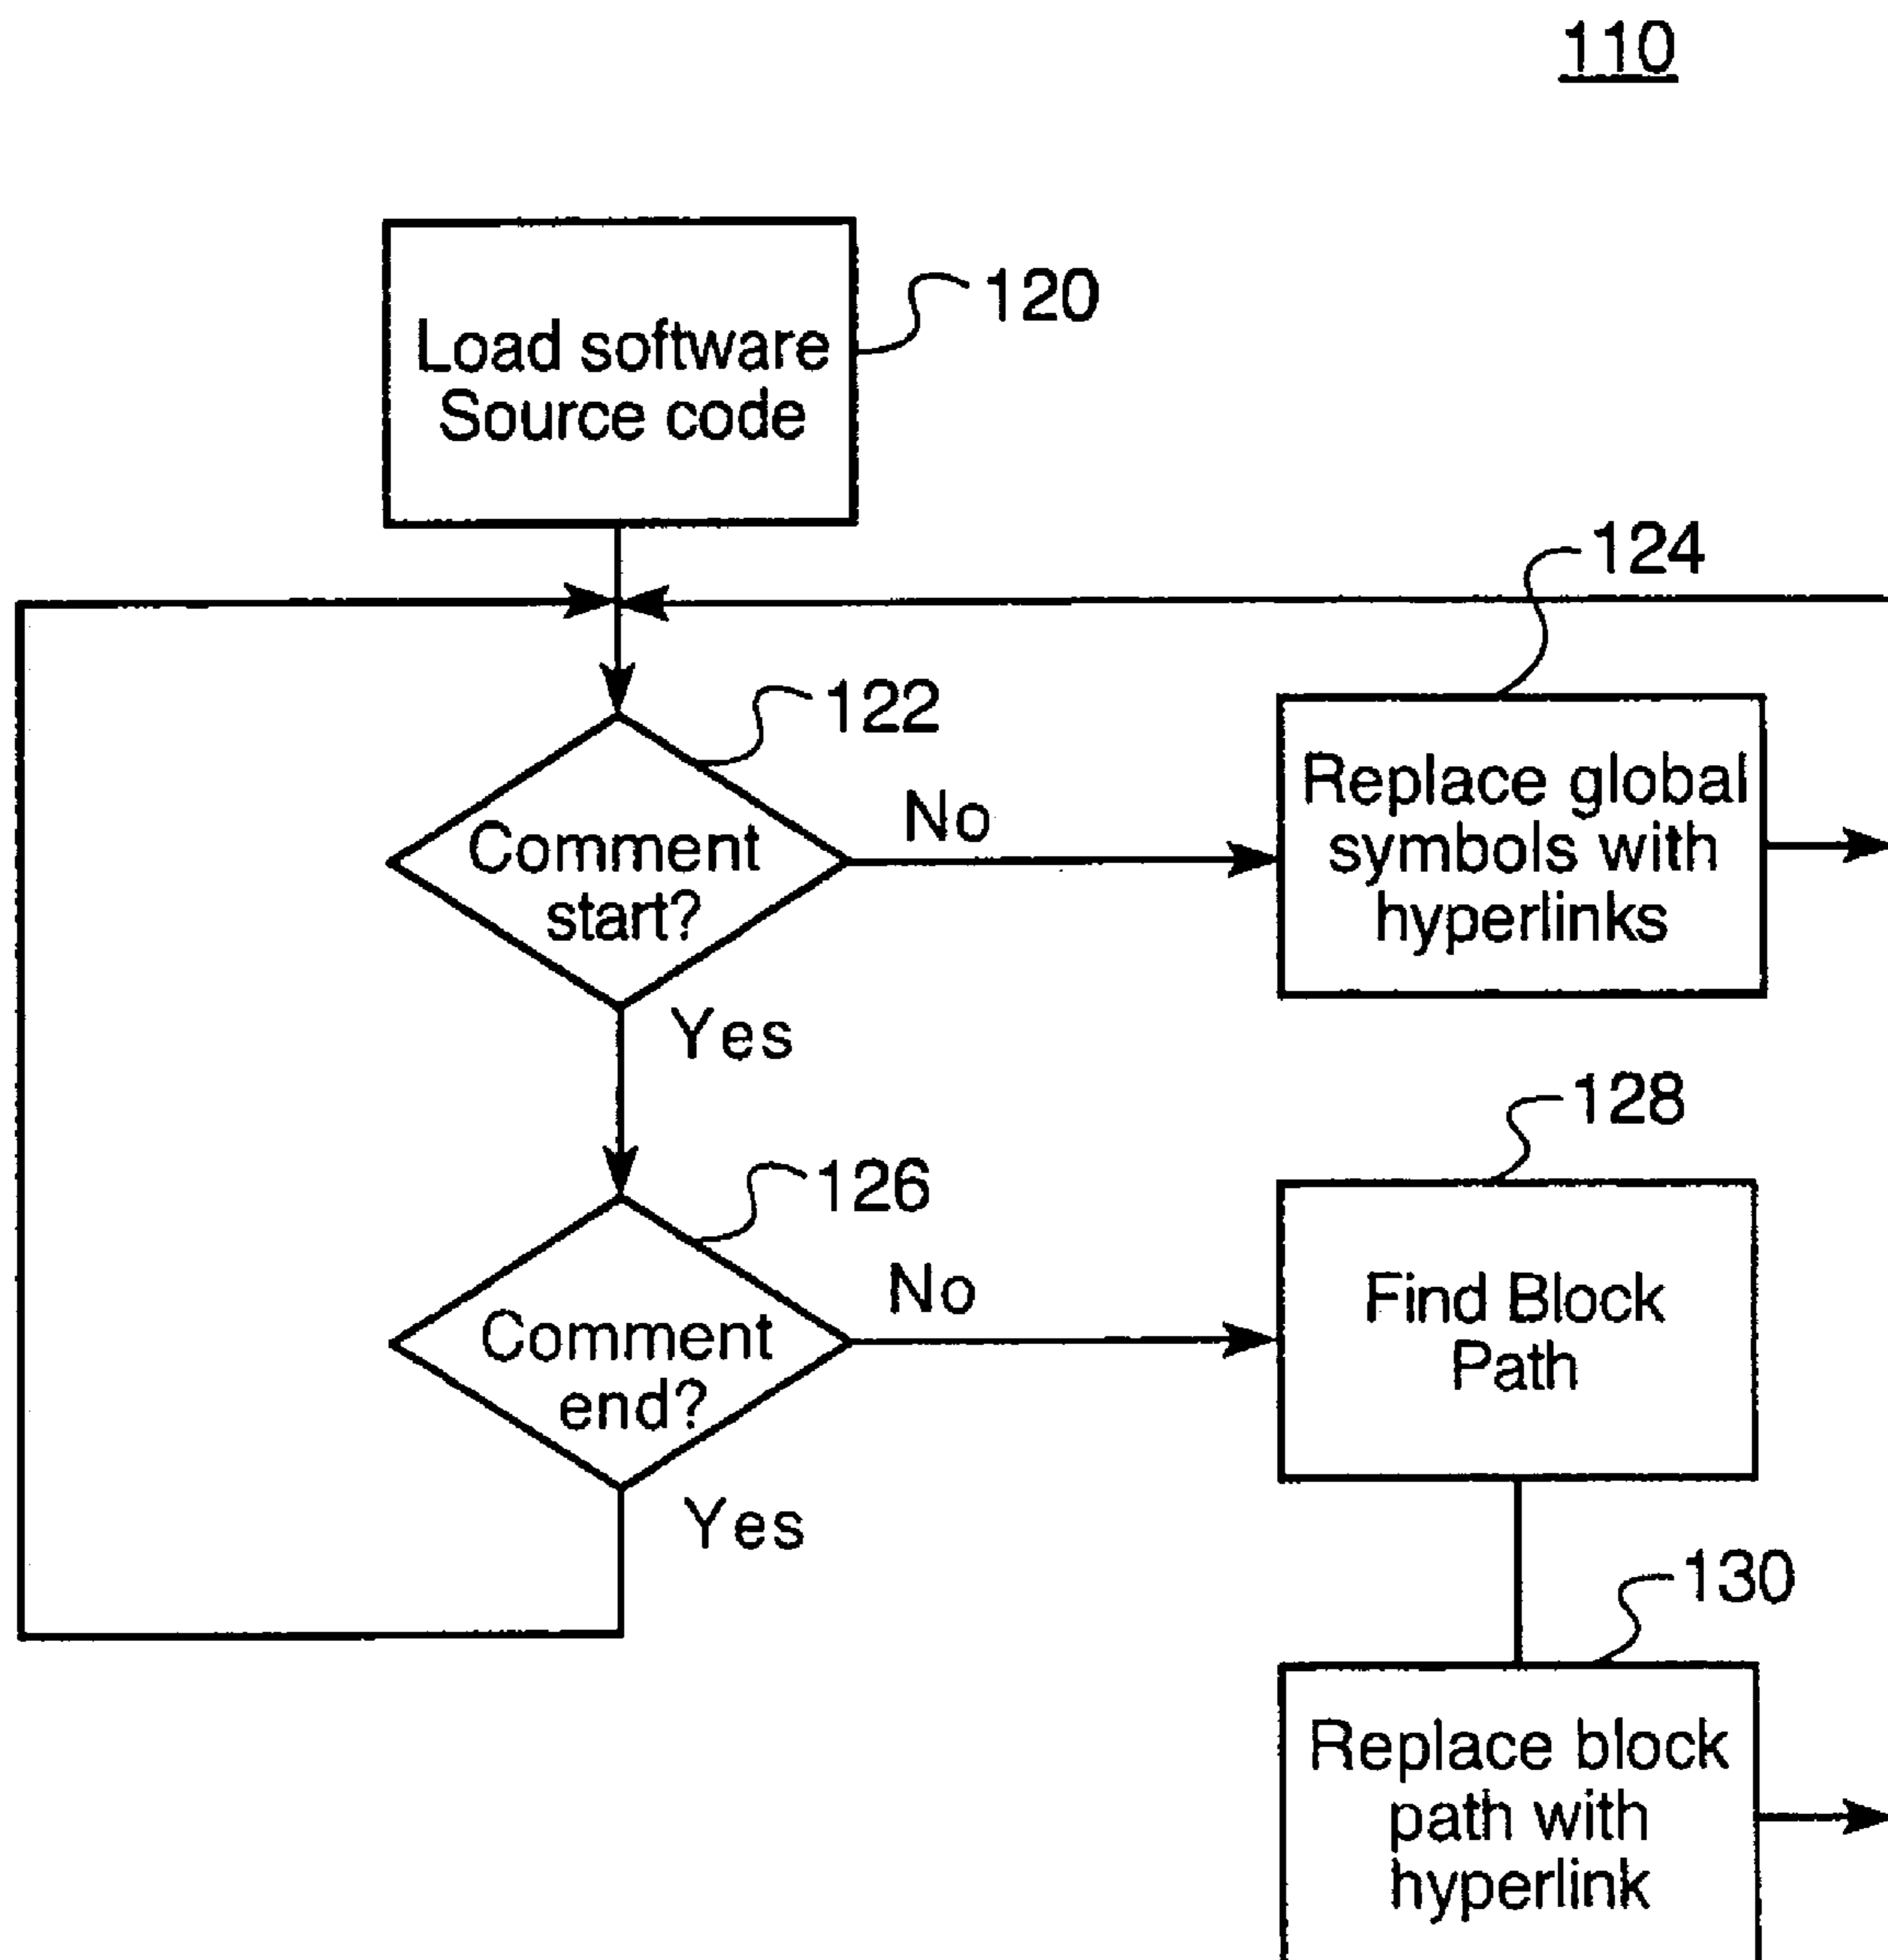 110
Load software
Source code
120
122
Comment
start?
No
Yes
124
Replace global
symbols with
hyperlinks
126
Comment
end?
No
Yes
128
Find Block
Path
130
Replace block
path with
hyperlink